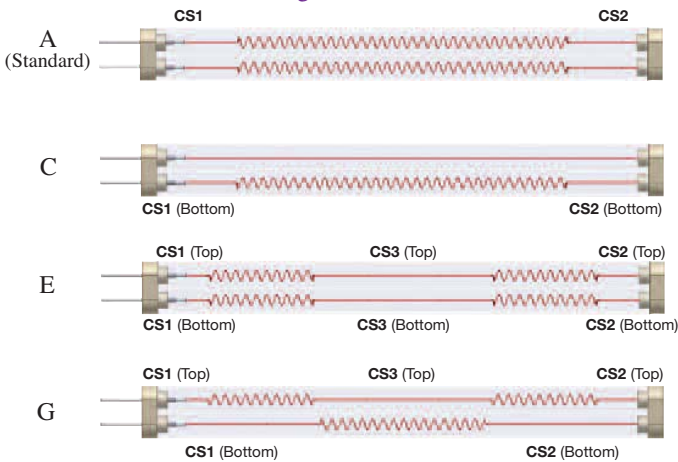 CS1 CS2
A
(Standard)
C
CS1 (Bottom) CS2 (Bottom)
CS1 (Top) CS3 (Top) CS2 (Top)
E
CS1 (Bottom) CS3 (Bottom) CS2 (Bottom)
CS1 (Top) CS3 (Top) CS2 (Top)
G
CS1 (Bottom) CS2 (Bottom)